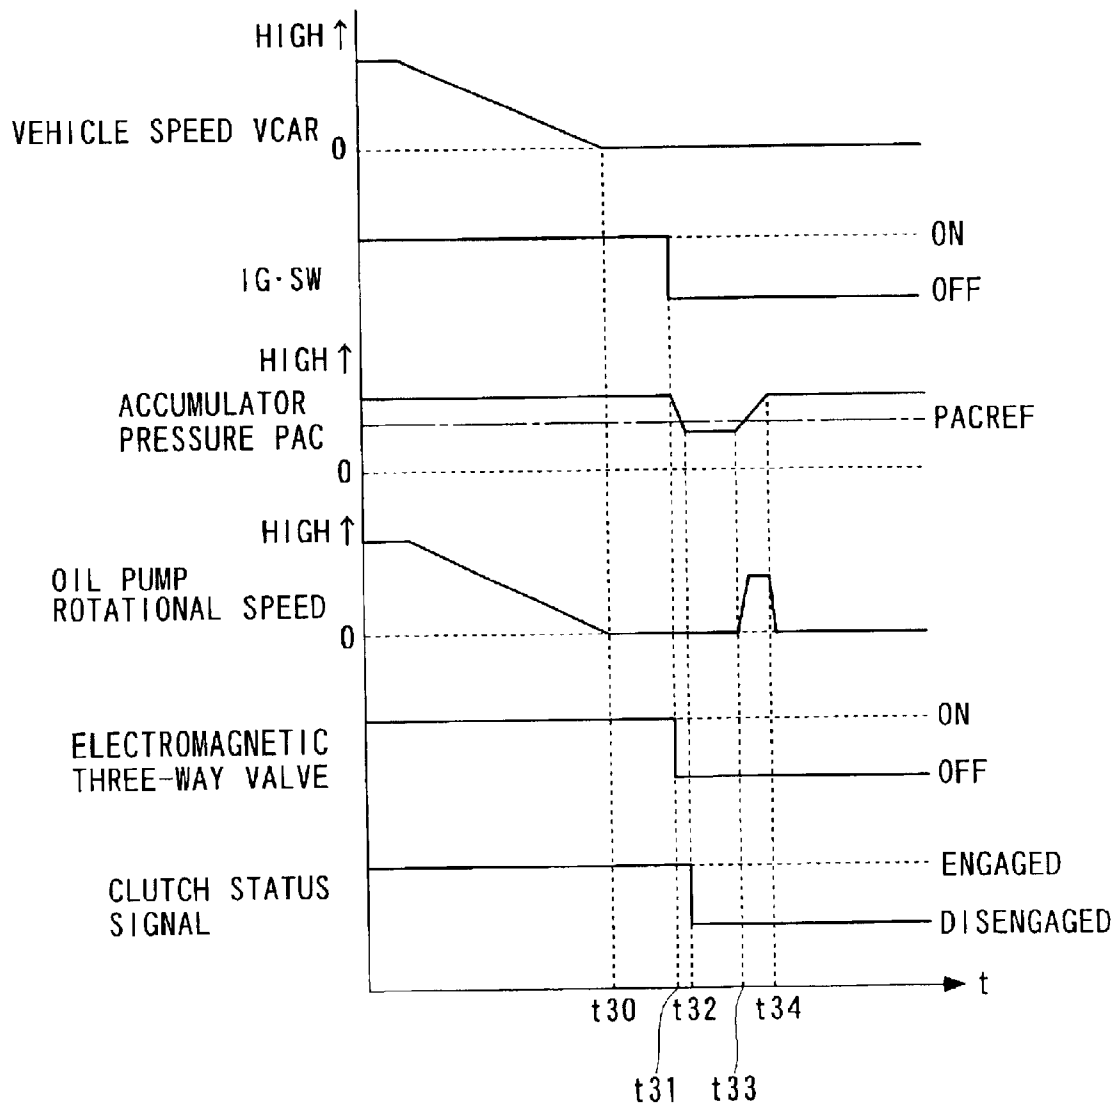 HIGH ↑
VEHICLE SPEED VCAR
0
ON
IG·SW
OFF
HIGH ↑
ACCUMULATOR
PRESSURE PAC
PACREF
0
HIGH ↑
OIL PUMP
ROTATIONAL SPEED
0
ON
ELECTROMAGNETIC
THREE-WAY VALVE
OFF
ENGAGED
CLUTCH STATUS
SIGNAL
DISENGAGED
t
t30 t32 t34
t31 t33